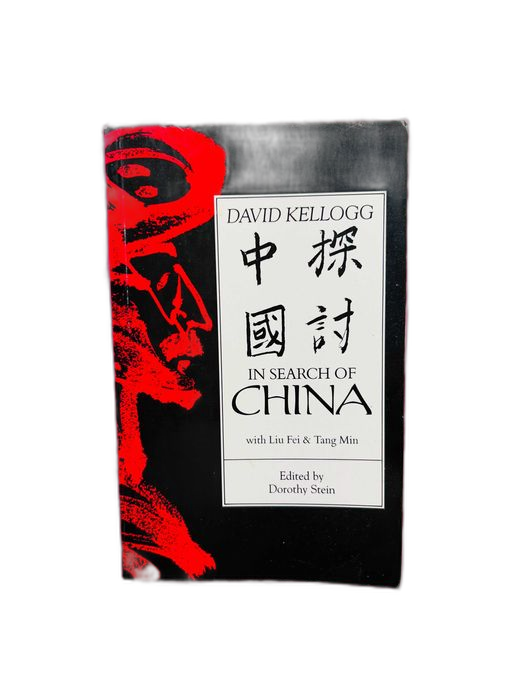 DAVID KELLOGG
探討
中國
IN SEARCH OF
CHINA
with Liu Fei & Tang Min
Edited by
Dorothy Stein